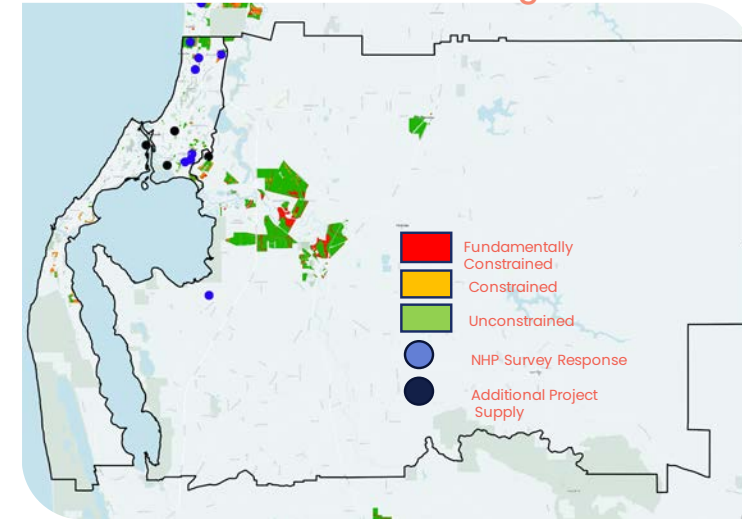 Fundamentally
Constrained
Constrained
Unconstrained
NHP Survey Response
Additional Project
Supply